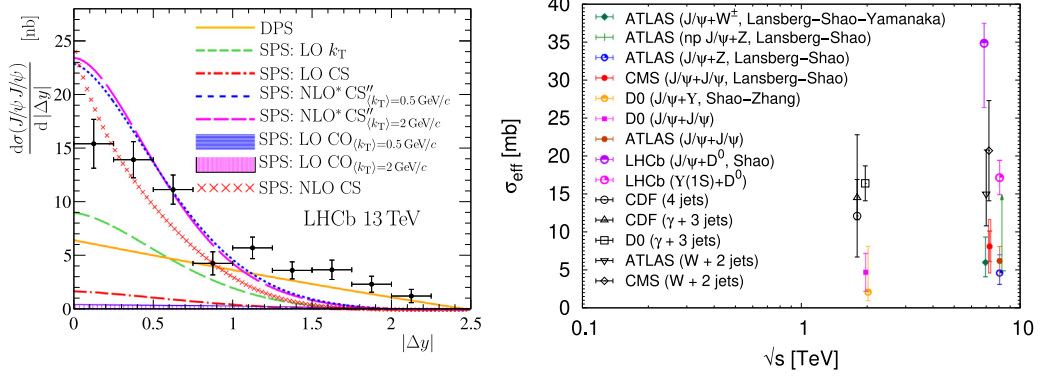 dσ(J/ψ J/ψ)
d |Δy|
[nb]
25
20
15
10
5
0
0
0.5
1
1.5
2
2.5
|Δy|
DPS
SPS: LO kT
SPS: LO CS
SPS: NLO* CS″⟨kT⟩=0.5 GeV/c
SPS: NLO* CS″⟨kT⟩=2 GeV/c
SPS: LO CO⟨kT⟩=0.5 GeV/c
SPS: LO CO⟨kT⟩=2 GeV/c
SPS: NLO CS
LHCb 13 TeV
σeff [mb]
40
35
30
25
20
15
10
5
0
0.1
1
10
√s [TeV]
ATLAS (J/ψ+W±, Lansberg-Shao-Yamanaka)
ATLAS (np J/ψ+Z, Lansberg-Shao)
ATLAS (J/ψ+Z, Lansberg-Shao)
CMS (J/ψ+J/ψ, Lansberg-Shao)
D0 (J/ψ+Υ, Shao-Zhang)
D0 (J/ψ+J/ψ)
ATLAS (J/ψ+J/ψ)
LHCb (J/ψ+D⁰, Shao)
LHCb (Υ(1S)+D⁰)
CDF (4 jets)
CDF (γ + 3 jets)
D0 (γ + 3 jets)
ATLAS (W + 2 jets)
CMS (W + 2 jets)